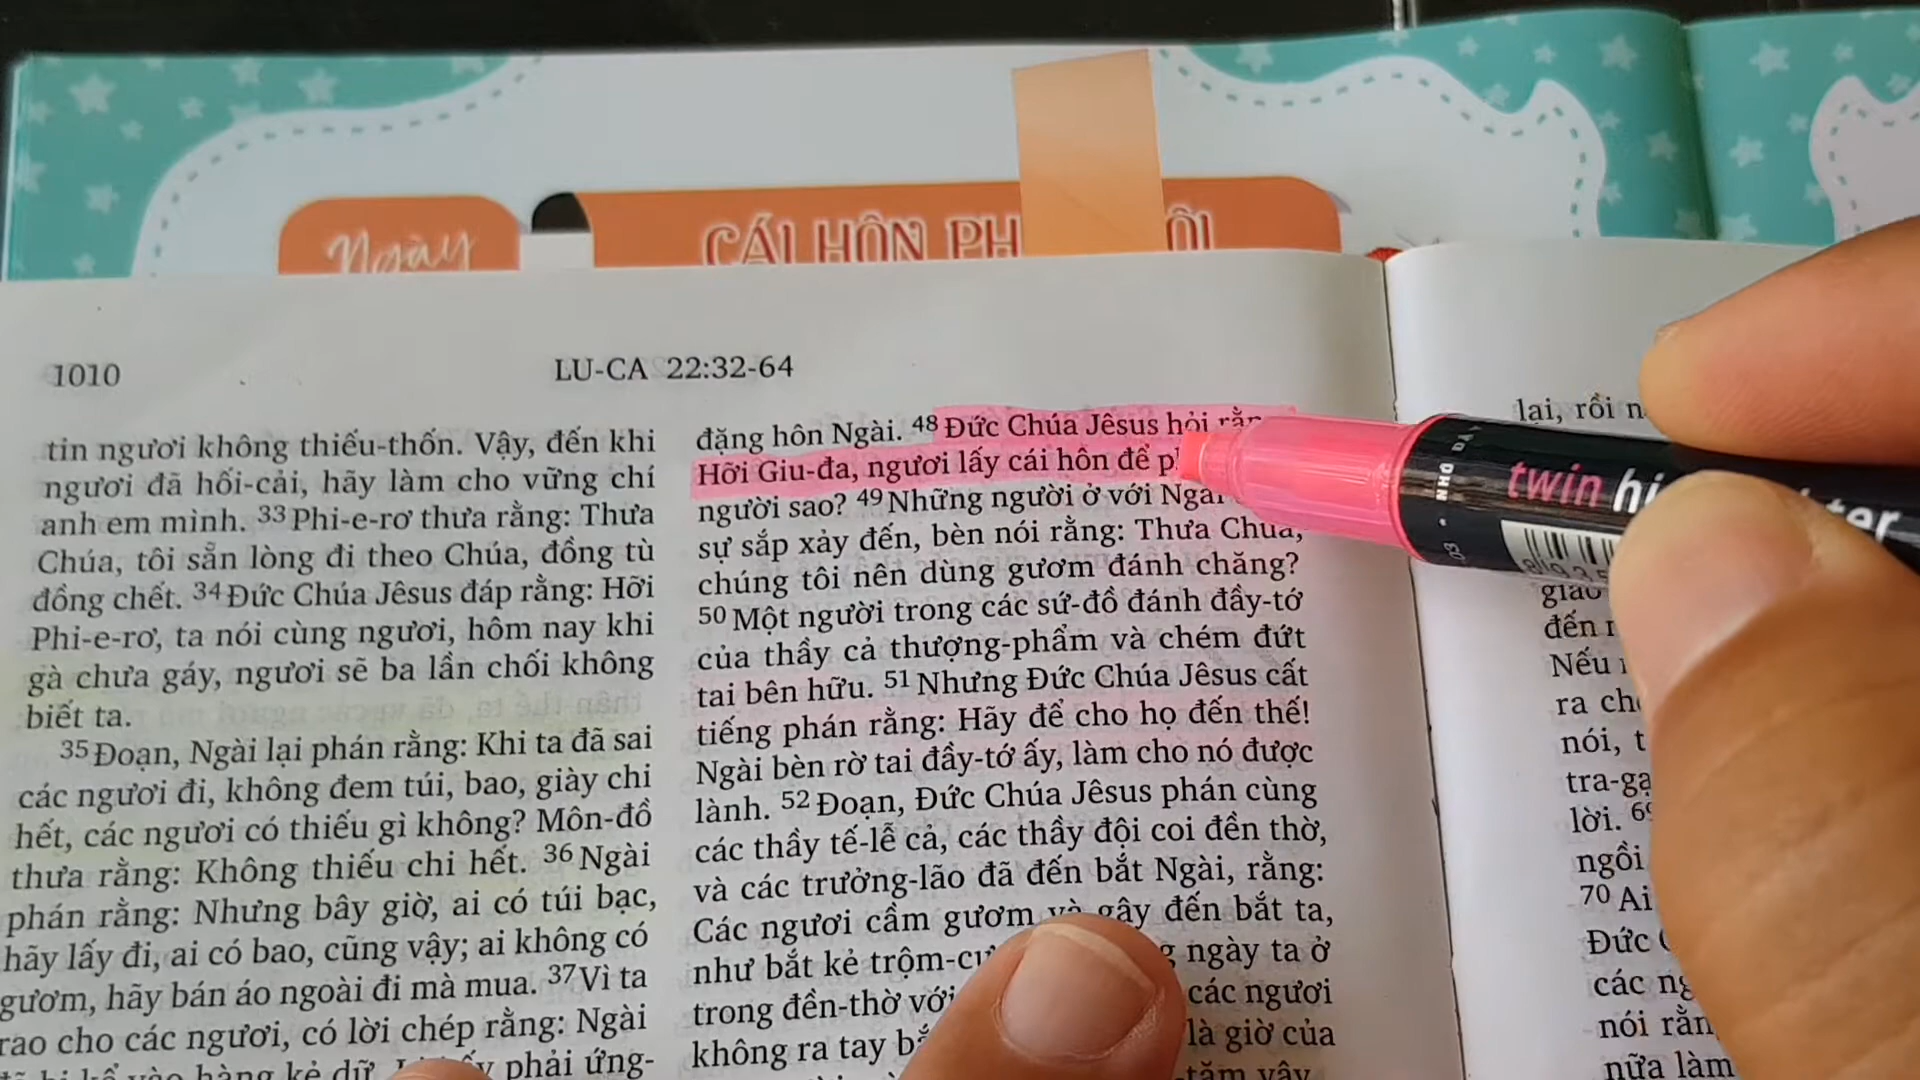 Ngày
CÁI HÔN PH
1010
LU-CA 22:32-64
tin ngươi không thiếu-thốn. Vậy, đến khi
ngươi đã hối-cải, hãy làm cho vững chí
anh em mình. 33 Phi-e-rơ thưa rằng: Thưa
Chúa, tôi sẵn lòng đi theo Chúa, đồng tù
đồng chết. 34 Đức Chúa Jêsus đáp rằng: Hỡi
Phi-e-rơ, ta nói cùng ngươi, hôm nay khi
gà chưa gáy, ngươi sẽ ba lần chối không
biết ta.
35 Đoạn, Ngài lại phán rằng: Khi ta đã sai
các ngươi đi, không đem túi, bao, giày chi
hết, các ngươi có thiếu gì không? Môn-đồ
thưa rằng: Không thiếu chi hết. 36 Ngài
phán rằng: Nhưng bây giờ, ai có túi bạc,
hãy lấy đi, ai có bao, cũng vậy; ai không có
gươm, hãy bán áo ngoài đi mà mua. 37 Vì ta
rao cho các ngươi, có lời chép rằng: Ngài
kẻ dữ. phải ứng-
đặng hôn Ngài. 48 Đức Chúa Jêsus hỏi rằn
Hỡi Giu-đa, ngươi lấy cái hôn để
người sao? 49 Những người ở với Ngài
sự sắp xảy đến, bèn nói rằng: Thưa Chúa,
chúng tôi nên dùng gươm đánh chăng?
50 Một người trong các sứ-đồ đánh đầy-tớ
của thầy cả thượng-phẩm và chém đứt
tai bên hữu. 51 Nhưng Đức Chúa Jêsus cất
tiếng phán rằng: Hãy để cho họ đến thế!
Ngài bèn rờ tai đầy-tớ ấy, làm cho nó được
lành. 52 Đoạn, Đức Chúa Jêsus phán cùng
các thầy tế-lễ cả, các thầy đội coi đền thờ,
và các trưởng-lão đã đến bắt Ngài, rằng:
Các ngươi cầm gươm và gậy đến bắt ta,
như bắt kẻ ngày ta ở
trong đền-thờ với các ngươi
không ra tay là giờ của
vậy
lại, rồi
đến
Nếu
ra
nói,
lời.
ngồi
70 Ai
Đức
các
nói
nữa làm
twin